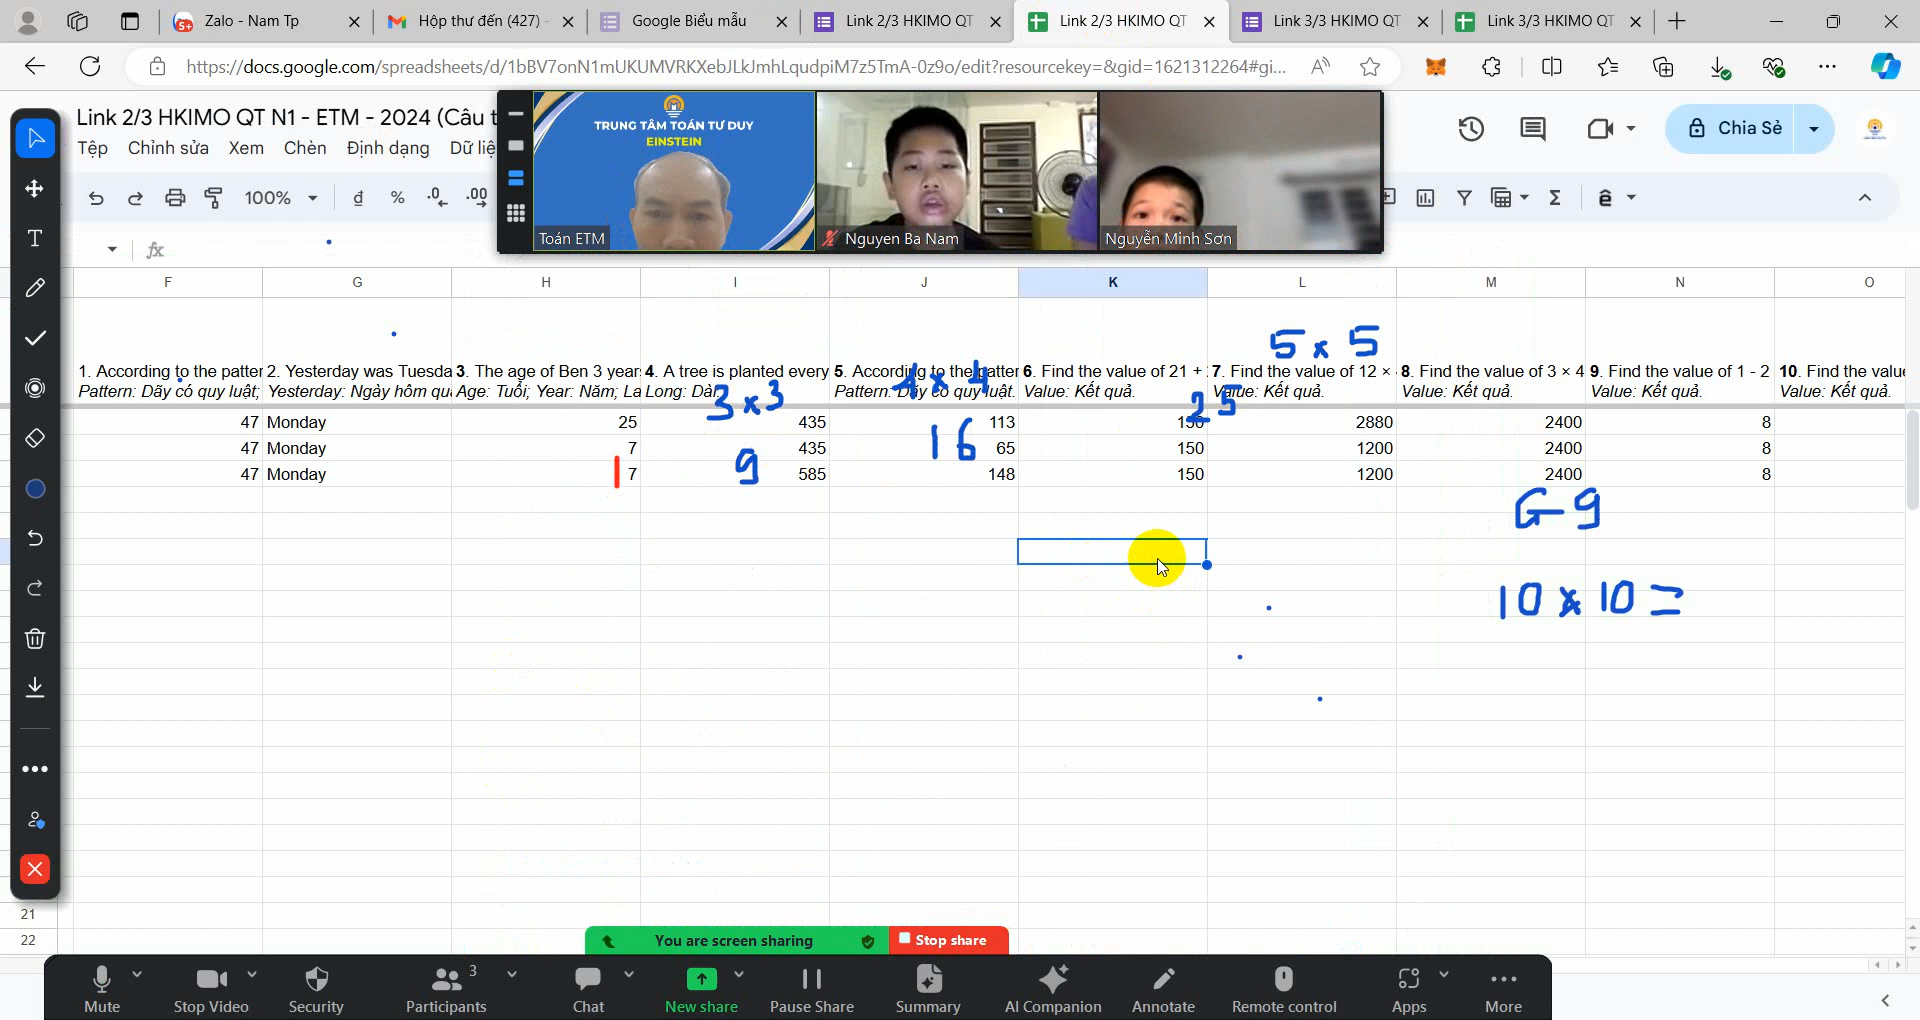 Zalo - Nam Tp
Hộp thư đến (427) -
Google Biểu mẫu
Link 2/3 HKIMO QT
Link 2/3 HKIMO QT
Link 3/3 HKIMO QT
Link 3/3 HKIMO QT
https://docs.google.com/spreadsheets/d/1bBV7onN1mUKUMVRKXebJLkJmhLqudpiM7z5TmA-0z9o/edit?resourcekey=&gid=1621312264#gi...
Link 2/3 HKIMO QT N1 - ETM - 2024 (Câu t
Tệp Chỉnh sửa Xem Chèn Định dạng Dữ liệ
Chia Sẻ
100% đ % .0 .00
TRUNG TÂM TOÁN TƯ DUY
EINSTEIN
Toán ETM
Nguyen Ba Nam
Nguyễn Minh Sơn
fx
F G H I J K L M N O
5 x 5
1. According to the patter 2. Yesterday was Tuesda 3. The age of Ben 3 year 4. A tree is planted every 5. According to the patter 6. Find the value of 21 + 7. Find the value of 12 × 8. Find the value of 3 × 4 9. Find the value of 1 - 2 10. Find the value
Pattern: Dãy có quy luật; Yesterday: Ngày hôm qu Age: Tuổi; Year: Năm; La Long: Dài Pattern: Dãy có quy luật. Value: Kết quả. Value: Kết quả. Value: Kết quả. Value: Kết quả. Value: Kết quả.
3 x 3 4 x 4 25
47 Monday 25 435 113 150 2880 2400 8
47 Monday 7 435 65 150 1200 2400 8
47 Monday 7 585 148 150 1200 2400 8
9 16
G-9
10 x 10 =
21
22
You are screen sharing
Stop share
Mute
Stop Video
Security
Participants 3
Chat
New share
Pause Share
Summary
AI Companion
Annotate
Remote control
Apps
More